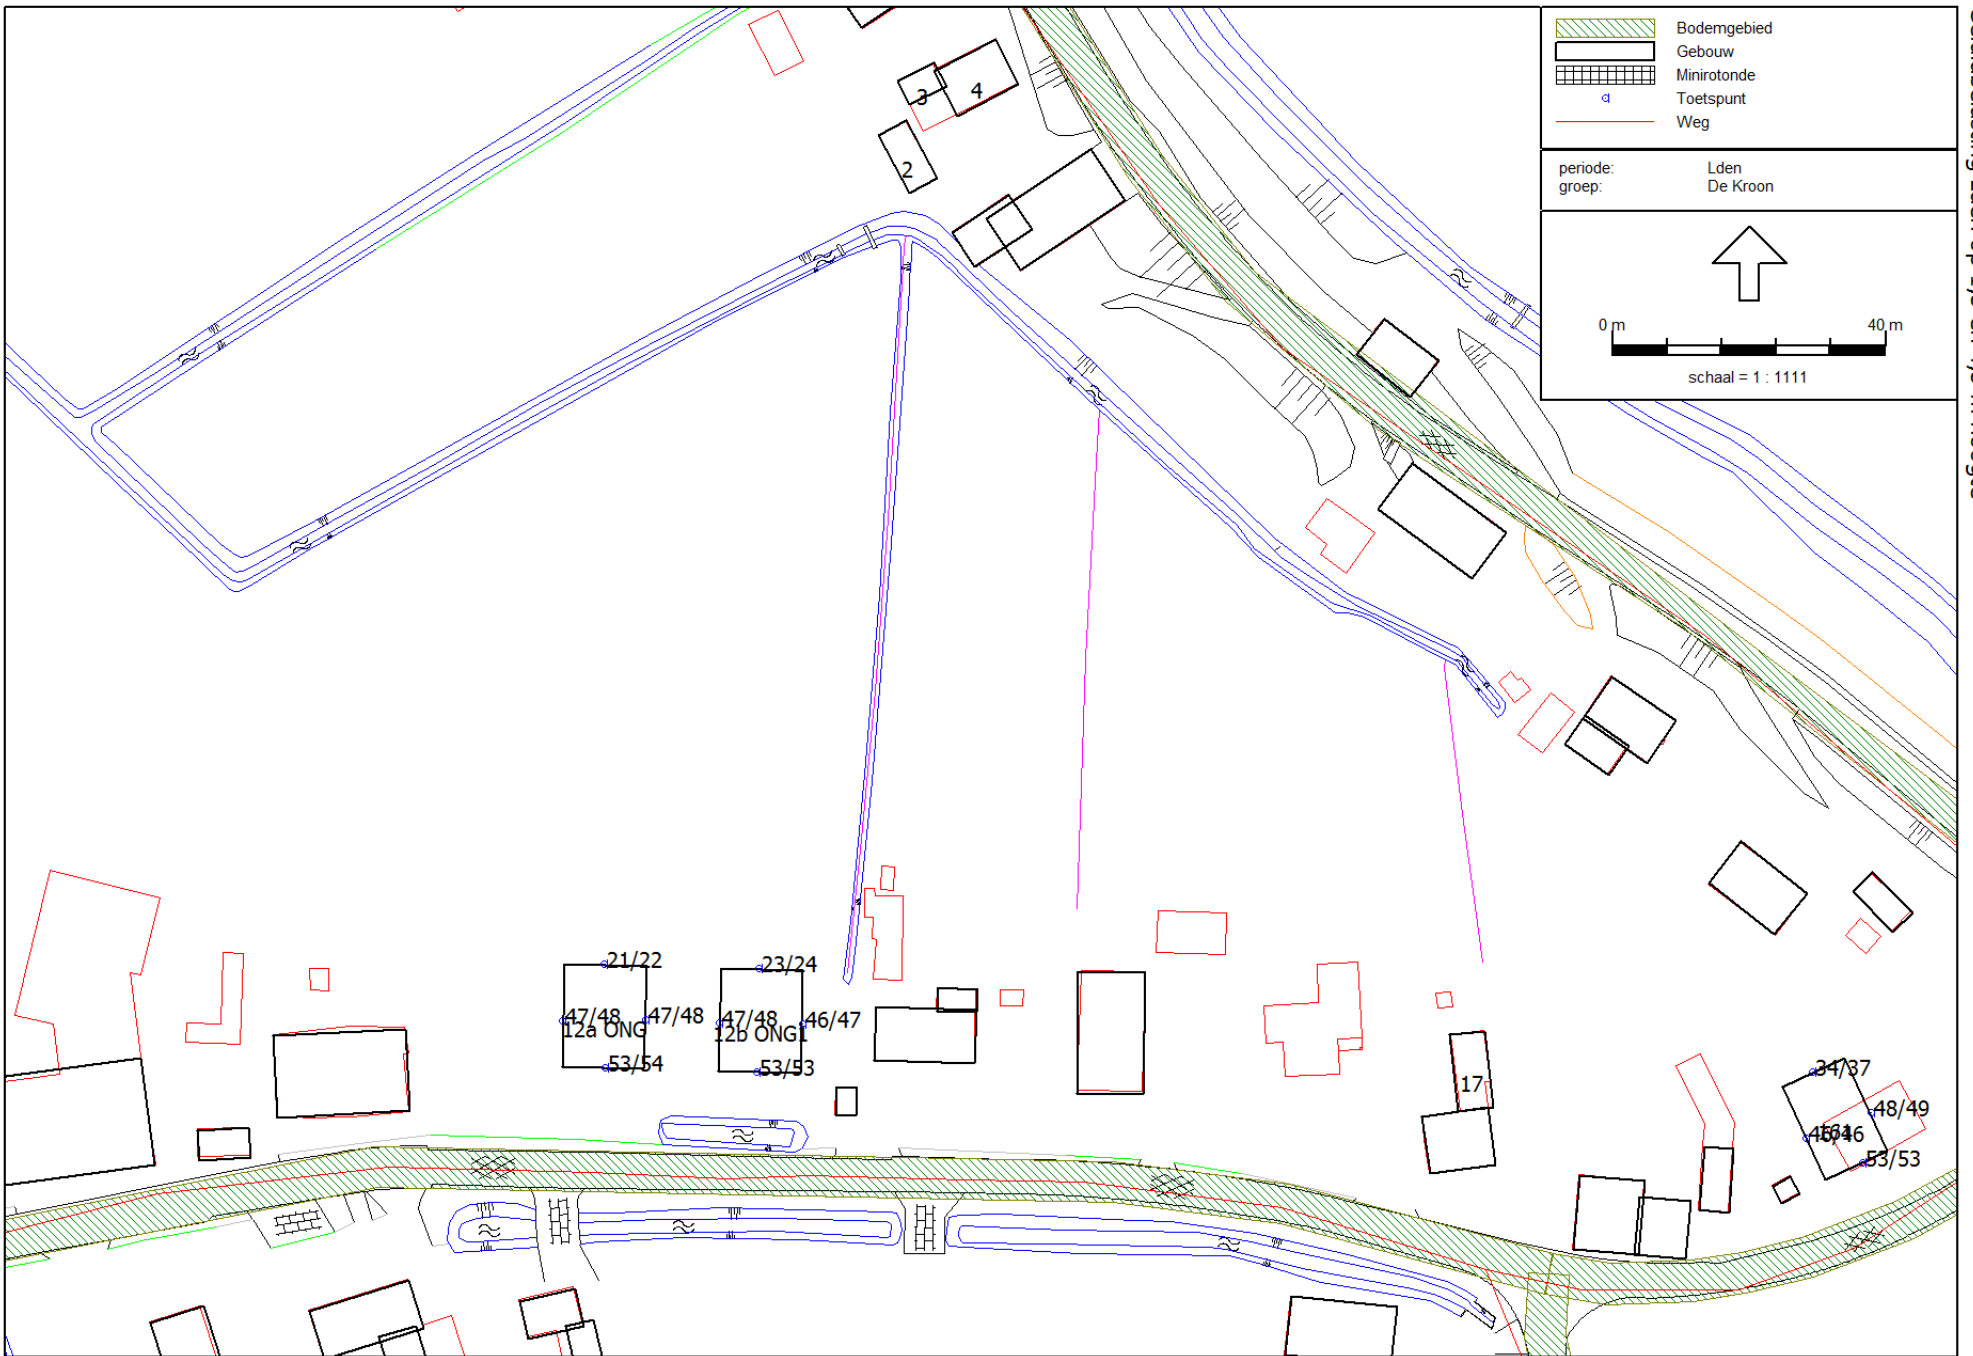 Bodemgebied
Gebouw
Minirotonde
Toetspunt
Weg
periode: Lden
groep: De Kroon
0 m 40 m
schaal = 1 : 1111
3
4
2
21/22
23/24
47/48
47/48
47/48
46/47
12a ONG
12b ONG1
53/54
53/53
17
34/37
48/49
53/53